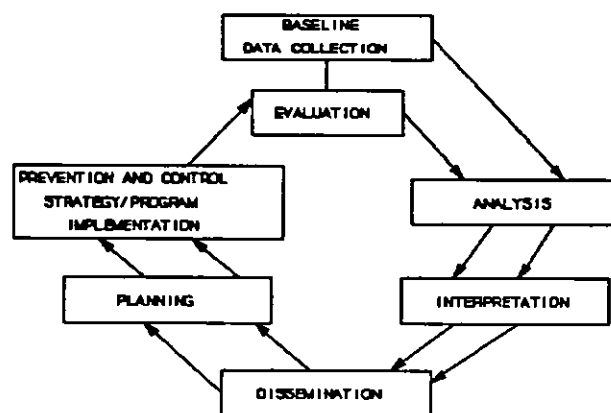 BASELINE
DATA COLLECTION
EVALUATION
PREVENTION AND CONTROL
STRATEGY/PROGRAM
IMPLEMENTATION
ANALYSIS
PLANNING
INTERPRETATION
DISSEMINATION